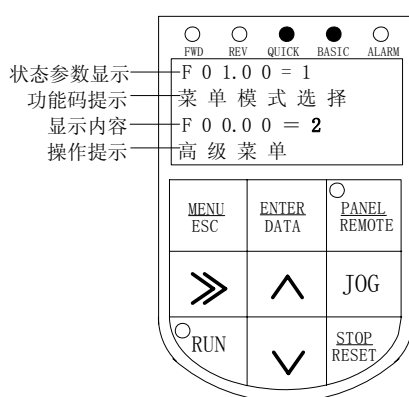 FWD REV QUICK BASIC ALARM
状态参数显示 F 0 1.0 0 = 1
功能码提示 菜 单 模 式 选 择
显示内容 F 0 0.0 0 = 2
操作提示 高 级 菜 单
MENU ENTER PANEL
ESC DATA REMOTE
JOG
RUN STOP
RESET